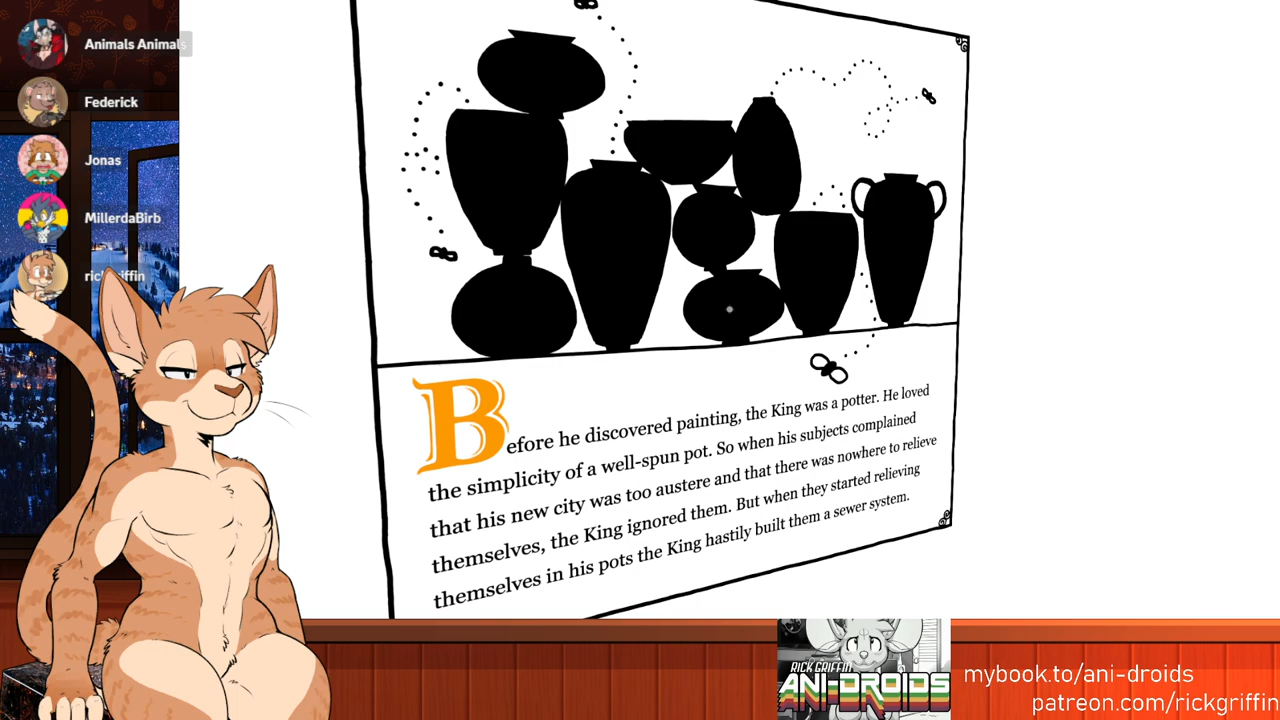 Animals Animals
Federick
Jonas
MillerdaBirb
rickgriffin
Before he discovered painting, the King was a potter. He loved
the simplicity of a well-spun pot. So when his subjects complained
that his new city was too austere and that there was nowhere to relieve
themselves, the King ignored them. But when they started relieving
themselves in his pots the King hastily built them a sewer system.
RICK GRIFFIN
ANI-DROIDS
mybook.to/ani-droids
patreon.com/rickgriffin